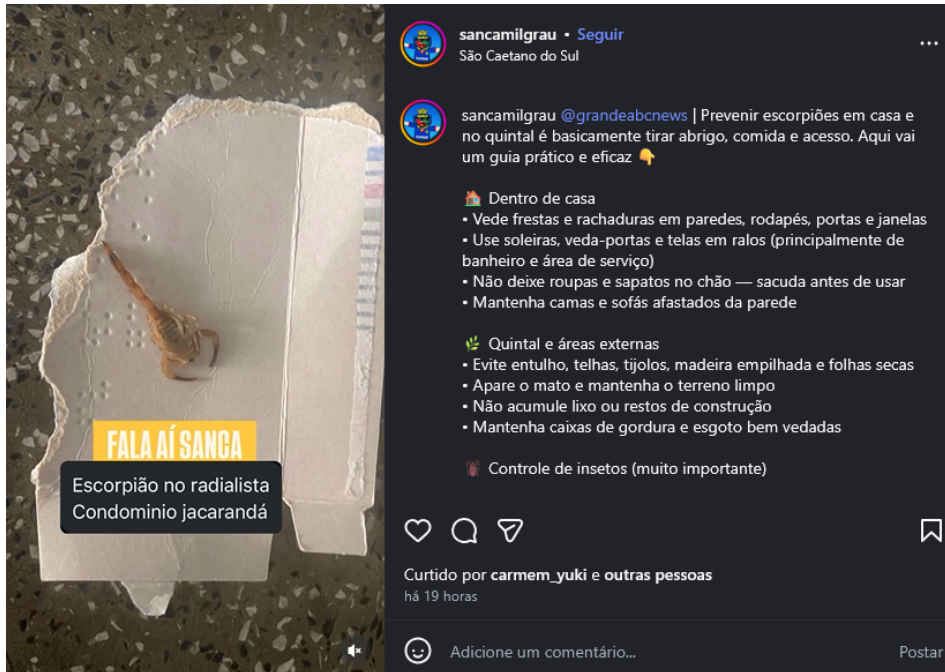 FALA AÍ SANCA
Escorpião no radialista
Condominio jacarandá
sancamilgrau • Seguir
São Caetano do Sul
sancamilgrau @grandeabcnews | Prevenir escorpiões em casa e
no quintal é basicamente tirar abrigo, comida e acesso. Aqui vai
um guia prático e eficaz 👇
🏠 Dentro de casa
• Vede frestas e rachaduras em paredes, rodapés, portas e janelas
• Use soleiras, veda-portas e telas em ralos (principalmente de
banheiro e área de serviço)
• Não deixe roupas e sapatos no chão — sacuda antes de usar
• Mantenha camas e sofás afastados da parede
🌿 Quintal e áreas externas
• Evite entulho, telhas, tijolos, madeira empilhada e folhas secas
• Apare o mato e mantenha o terreno limpo
• Não acumule lixo ou restos de construção
• Mantenha caixas de gordura e esgoto bem vedadas
🪳 Controle de insetos (muito importante)
Curtido por carmem_yuki e outras pessoas
há 19 horas
Adicione um comentário...
Postar